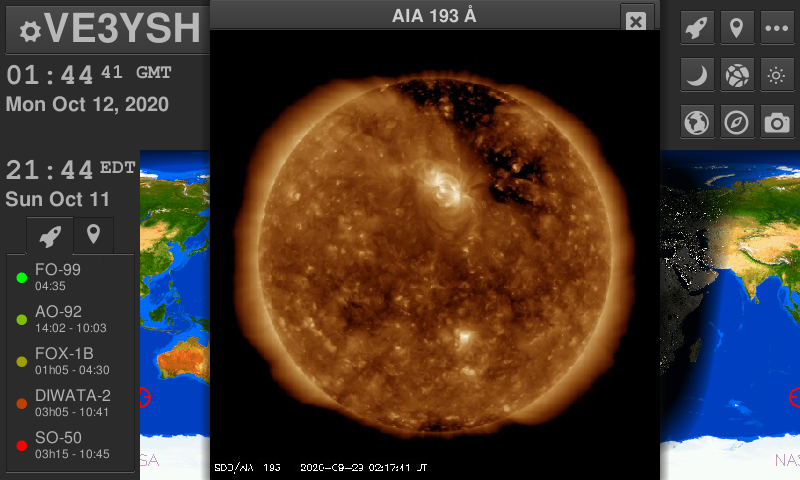 VE3YSH
AIA 193 Å
01:44 41 GMT
Mon Oct 12, 2020
21:44 EDT
Sun Oct 11
FO-99
04:35
AO-92
14:02 - 10:03
FOX-1B
01h05 - 04:30
DIWATA-2
03h05 - 10:41
SO-50
03h15 - 10:45
SA
SDO/AIA 193 2020-09-29 02:17:41 UT
NAS